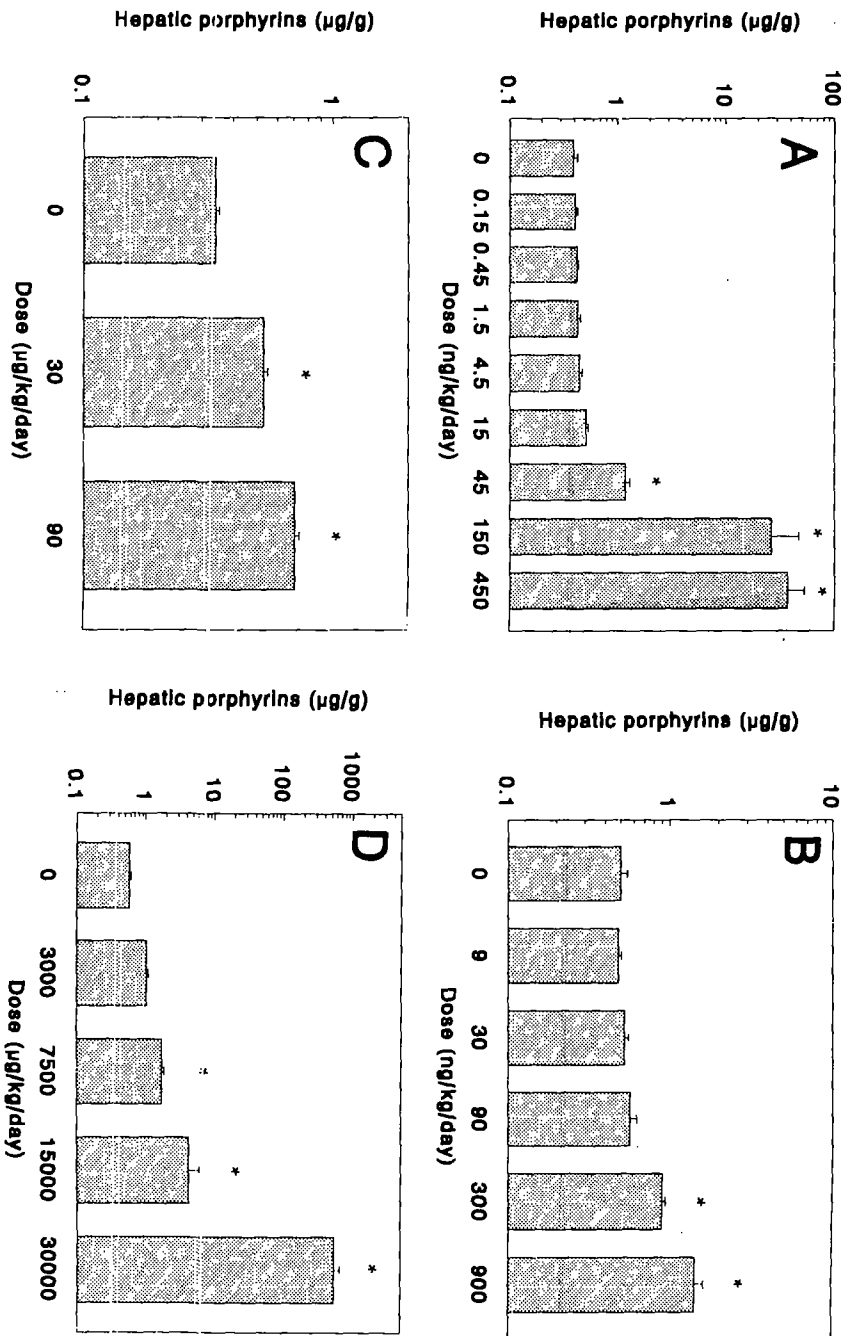 A
Hepatic porphyrins (µg/g)
100
10
1
0.1
0 0.15 0.45 1.5 4.5 15 45 150 450
* * *
Dose (ng/kg/day)
B
Hepatic porphyrins (µg/g)
10
1
0.1
0 9 30 90 300 900
* *
Dose (ng/kg/day)
C
Hepatic porphyrins (µg/g)
1
0.1
0 30 90
* *
Dose (µg/kg/day)
D
Hepatic porphyrins (µg/g)
1000
100
10
1
0.1
0 3000 7500 15000 30000
* * *
Dose (µg/kg/day)